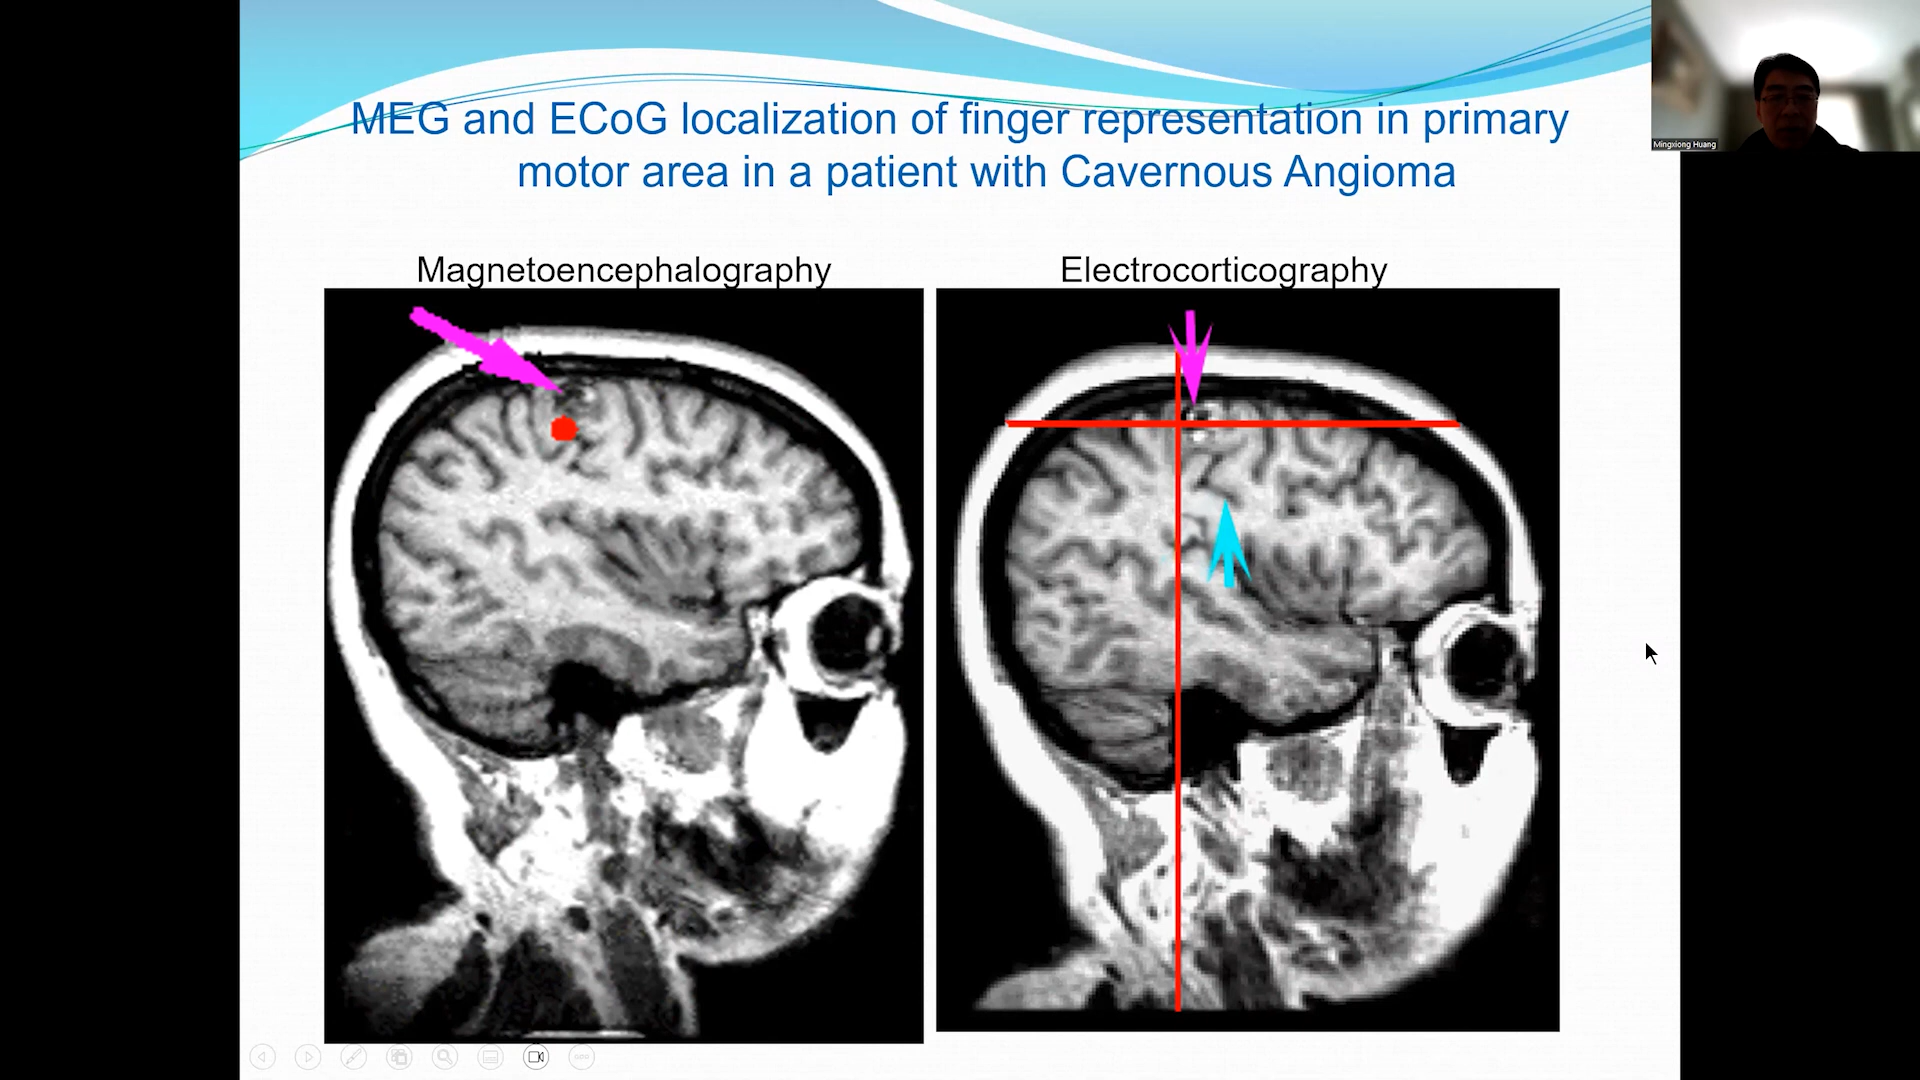 MEG and ECoG localization of finger representation in primary
motor area in a patient with Cavernous Angioma
Magnetoencephalography
Electrocorticography
Mingxiong Huang